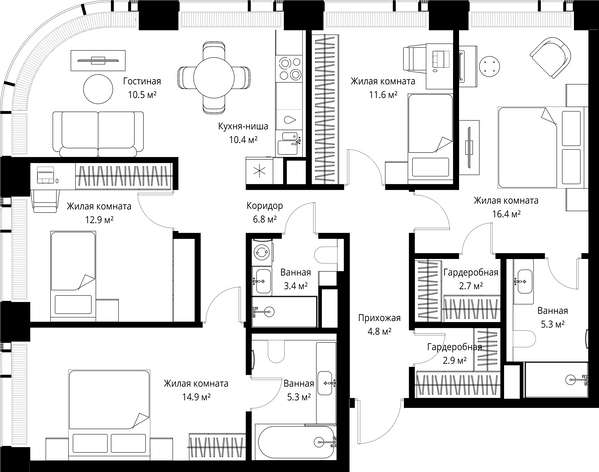 Гостиная
10.5 м²
Кухня-ниша
10.4 м²
Жилая комната
11.6 м²
Жилая комната
12.9 м²
Коридор
6.8 м²
Жилая комната
16.4 м²
Ванная
3.4 м²
Гардеробная
2.7 м²
Ванная
5.3 м²
Прихожая
4.8 м²
Гардеробная
2.9 м²
Жилая комната
14.9 м²
Ванная
5.3 м²